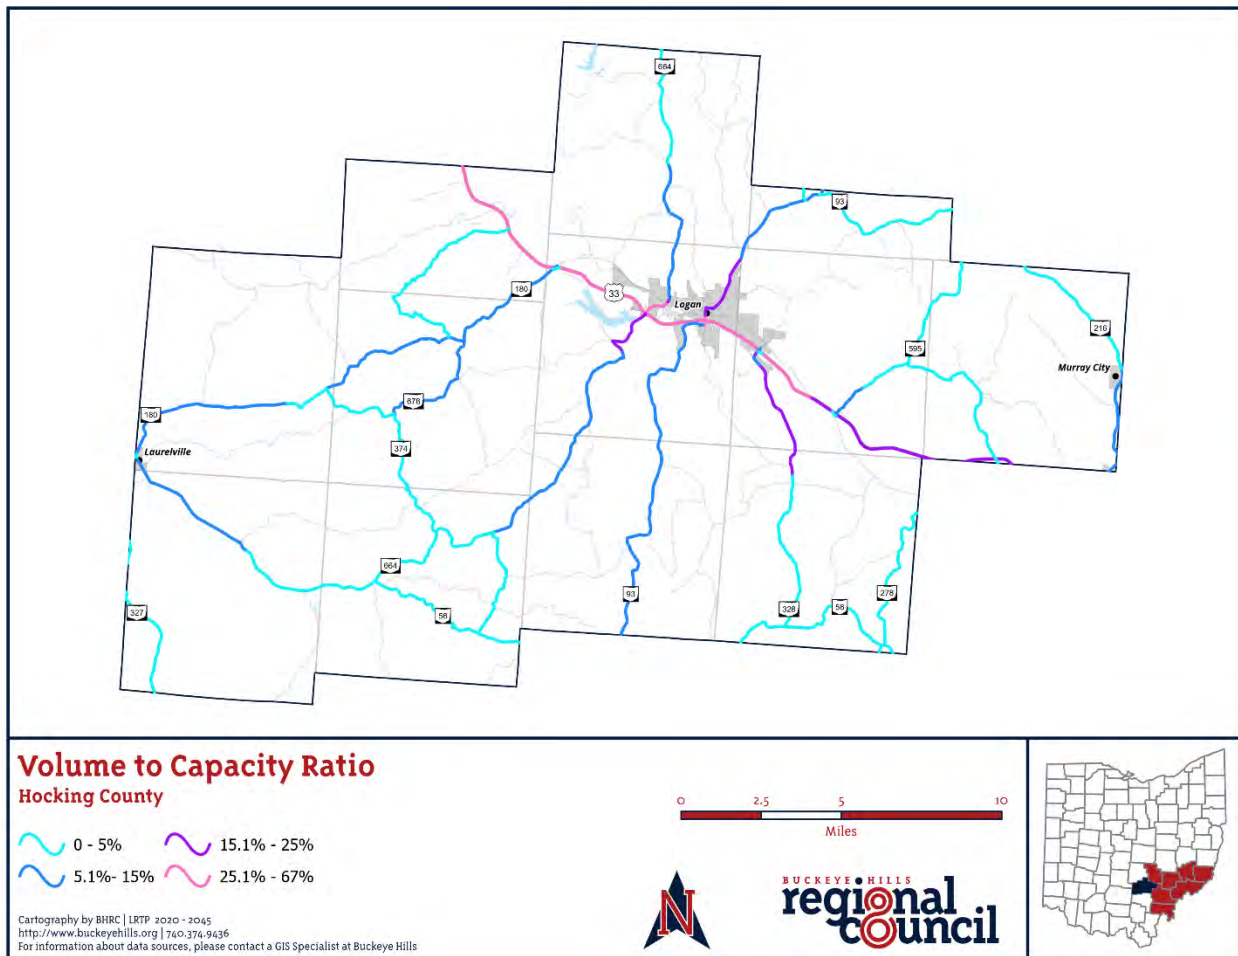 664
93
180
33
Logan
216
595
Murray City
180
678
374
Laurelville
664
93
56
327
328
56
278
Volume to Capacity Ratio
Hocking County
0 - 5%
15.1% - 25%
5.1%- 15%
25.1% - 67%
Cartography by BHRC | LRTP 2020 - 2045
http://www.buckeyehills.org | 740.374.9436
For information about data sources, please contact a GIS Specialist at Buckeye Hills
0 2.5 5 10
Miles
N
BUCKEYE HILLS
regional
council